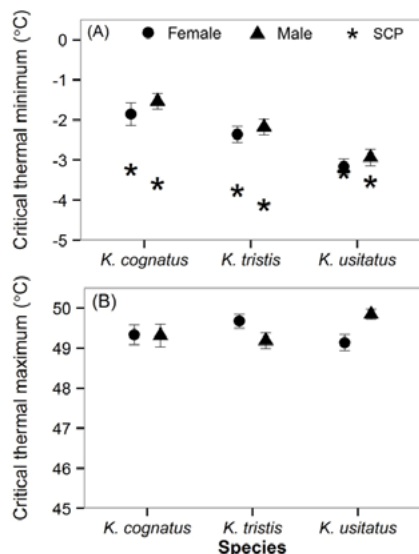 (A) Female Male SCP
Critical thermal minimum (°C)
0
-1
-2
-3
-4
-5
K. cognatus K. tristis K. usitatus
(B)
Critical thermal maximum (°C)
50
49
48
47
46
45
K. cognatus K. tristis K. usitatus
Species